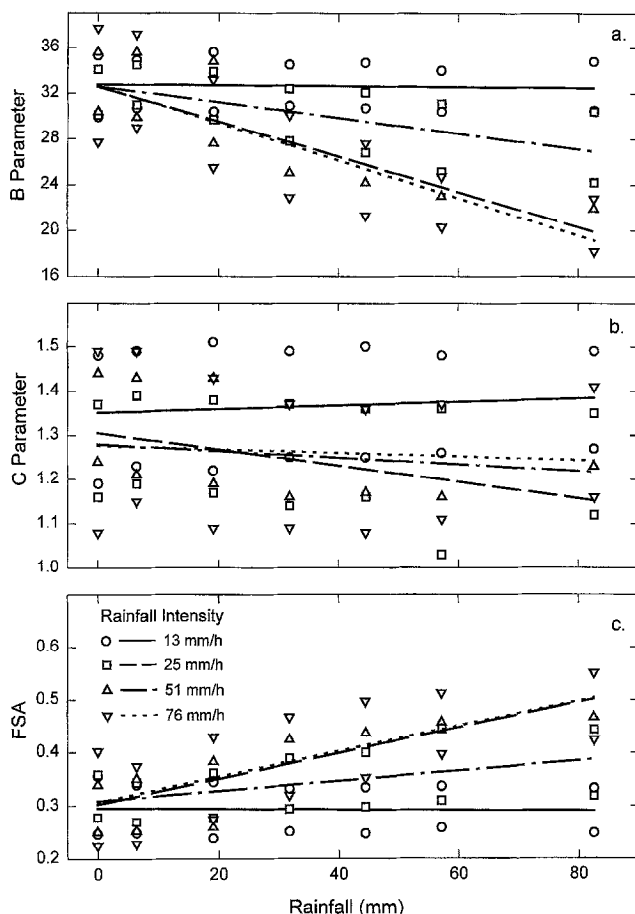 a.
36
32
28
24
20
16
B Parameter
b.
1.5
1.4
1.3
1.2
1.1
1.0
C Parameter
c.
Rainfall Intensity
13 mm/h
25 mm/h
51 mm/h
76 mm/h
0.6
0.5
0.4
0.3
0.2
FSA
0 20 40 60 80
Rainfall (mm)